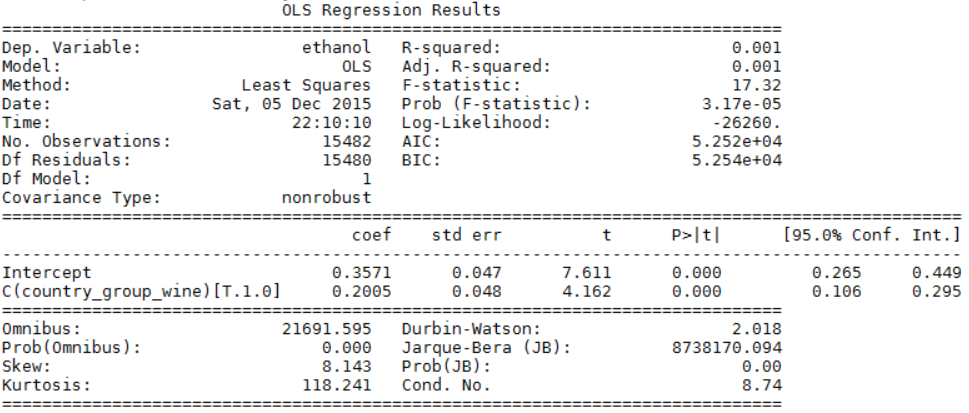 OLS Regression Results
==============================================================================
Dep. Variable:                ethanol   R-squared:                       0.001
Model:                            OLS   Adj. R-squared:                  0.001
Method:                 Least Squares   F-statistic:                     17.32
Date:                Sat, 05 Dec 2015   Prob (F-statistic):           3.17e-05
Time:                        22:10:10   Log-Likelihood:                -26260.
No. Observations:               15482   AIC:                         5.252e+04
Df Residuals:                   15480   BIC:                         5.254e+04
Df Model:                           1
Covariance Type:            nonrobust
================================================================================================
                                   coef    std err          t      P>|t|      [95.0% Conf. Int.]
------------------------------------------------------------------------------------------------
Intercept                        0.3571      0.047      7.611      0.000         0.265     0.449
C(country_group_wine)[T.1.0]     0.2005      0.048      4.162      0.000         0.106     0.295
==============================================================================
Omnibus:                    21691.595   Durbin-Watson:                   2.018
Prob(Omnibus):                  0.000   Jarque-Bera (JB):          8738170.094
Skew:                           8.143   Prob(JB):                         0.00
Kurtosis:                     118.241   Cond. No.                         8.74
==============================================================================